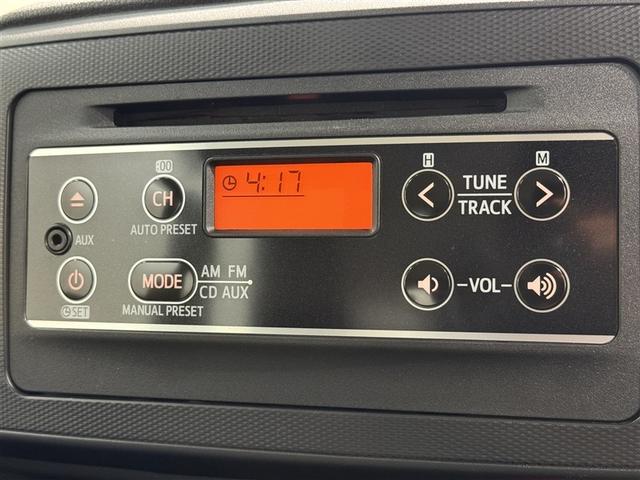 :00
CH
AUTO PRESET
4:17
H
M
TUNE
TRACK
AUX
MODE
AM FM
CD AUX
MANUAL PRESET
SET
-VOL-